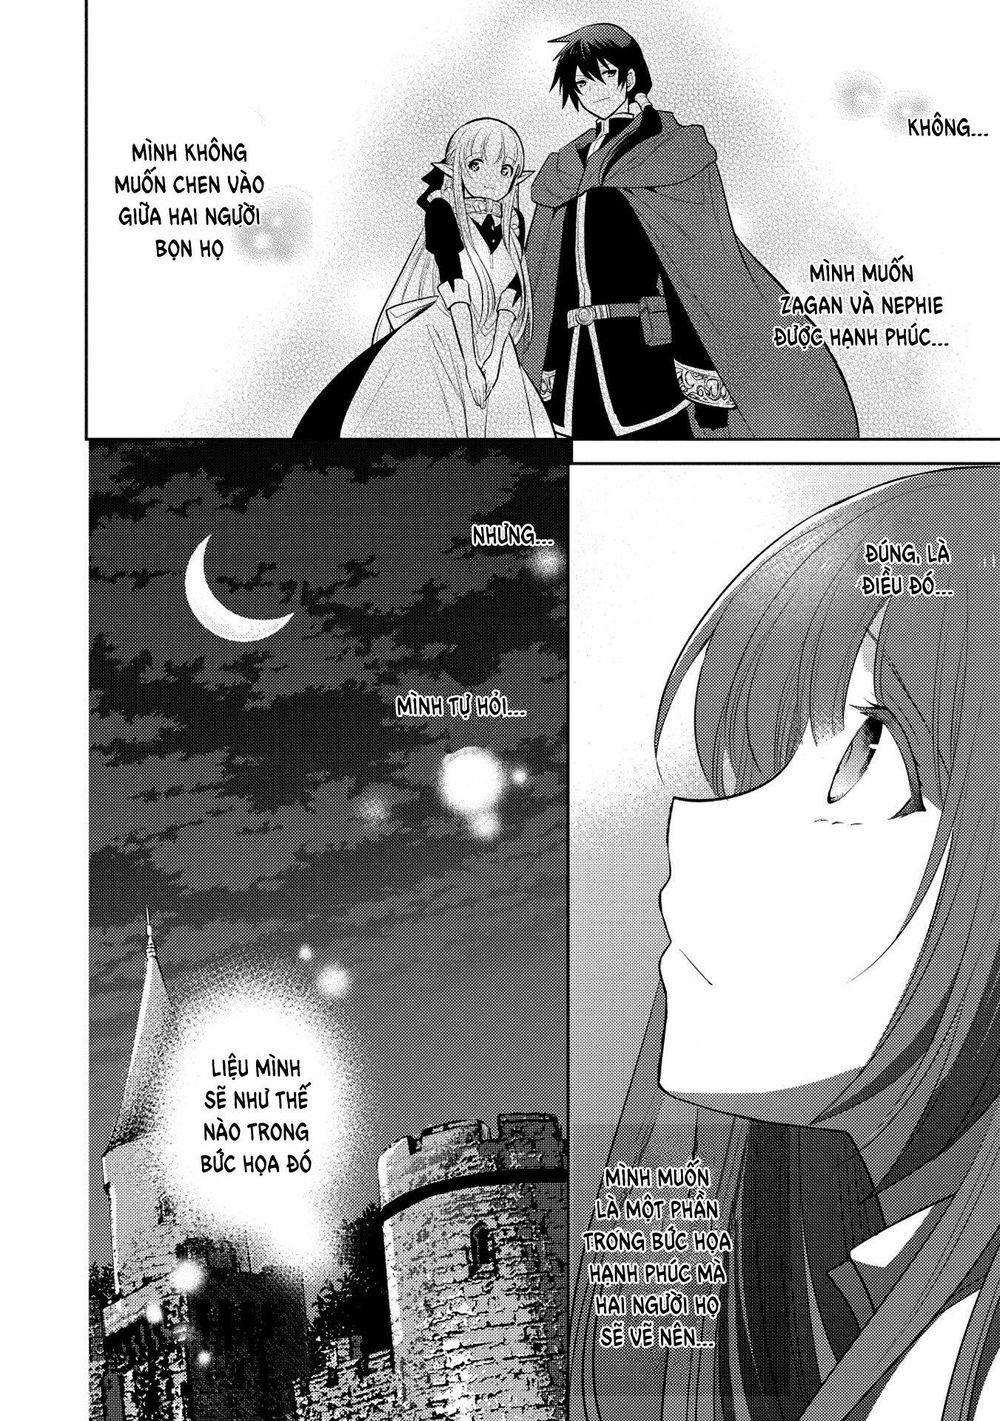 KHÔNG...
MÌNH MUỐN
ZAGAN VÀ NEPHIE
ĐƯỢC HẠNH PHÚC...
MÌNH KHÔNG
MUỐN CHEN VÀO
GIỮA HAI NGƯỜI
BỌN HỌ
ĐÚNG, LÀ
ĐIỀU ĐÓ...
MÌNH MUỐN
LÀ MỘT PHẦN
TRONG BỨC HỌA
HẠNH PHÚC MÀ
HAI NGƯỜI HỌ
SẼ VẼ NÊN...
NHƯNG...
MÌNH TỰ HỎI...
LIỆU MÌNH
SẼ NHƯ THẾ
NÀO TRONG
BỨC HỌA ĐÓ